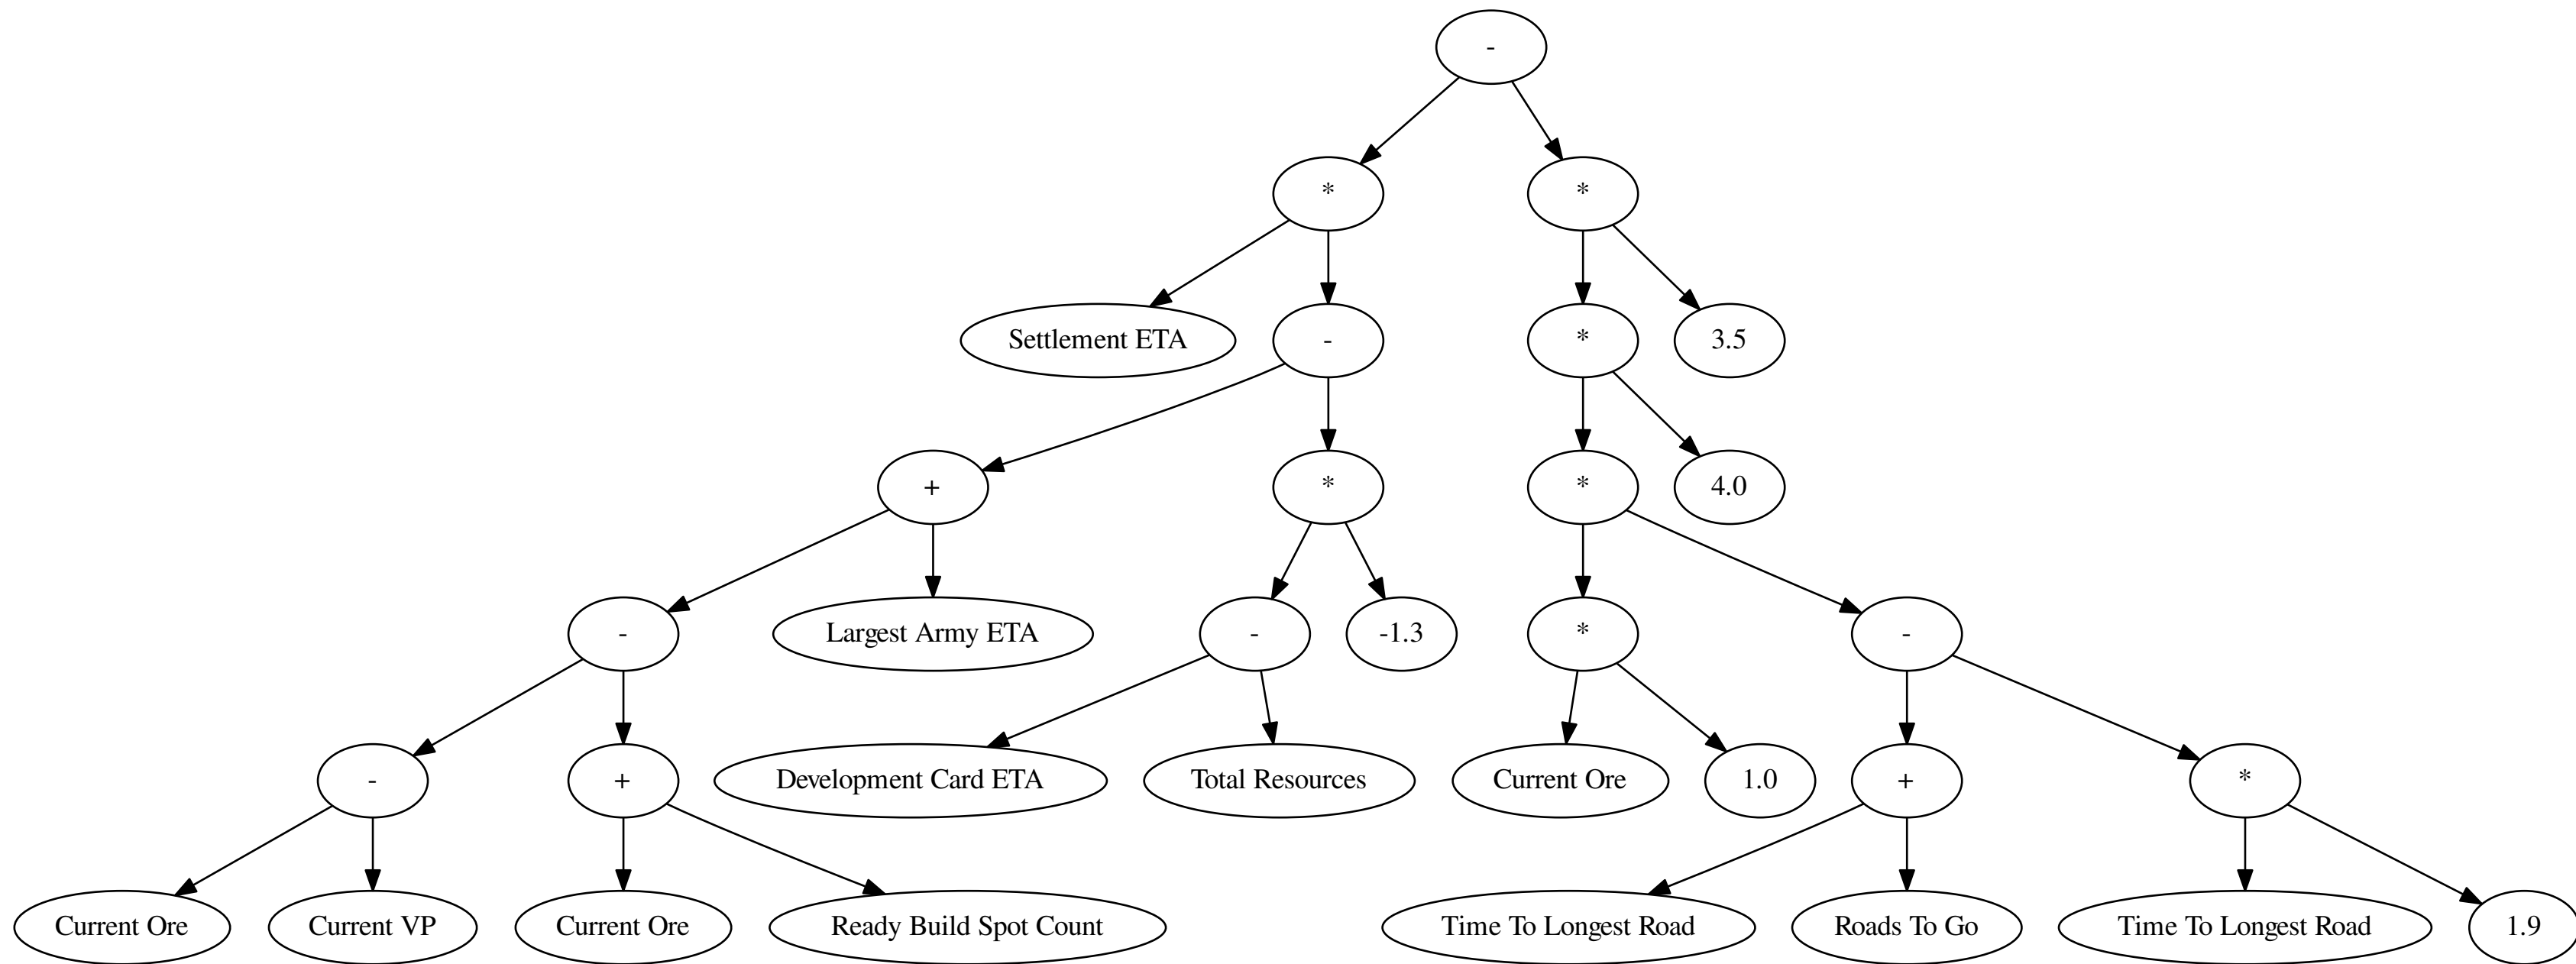 -
*
*
Settlement ETA
-
*
3.5
+
*
*
4.0
-
Largest Army ETA
-
-1.3
*
-
-
+
Development Card ETA
Total Resources
Current Ore
1.0
+
*
Current Ore
Current VP
Current Ore
Ready Build Spot Count
Time To Longest Road
Roads To Go
Time To Longest Road
1.9